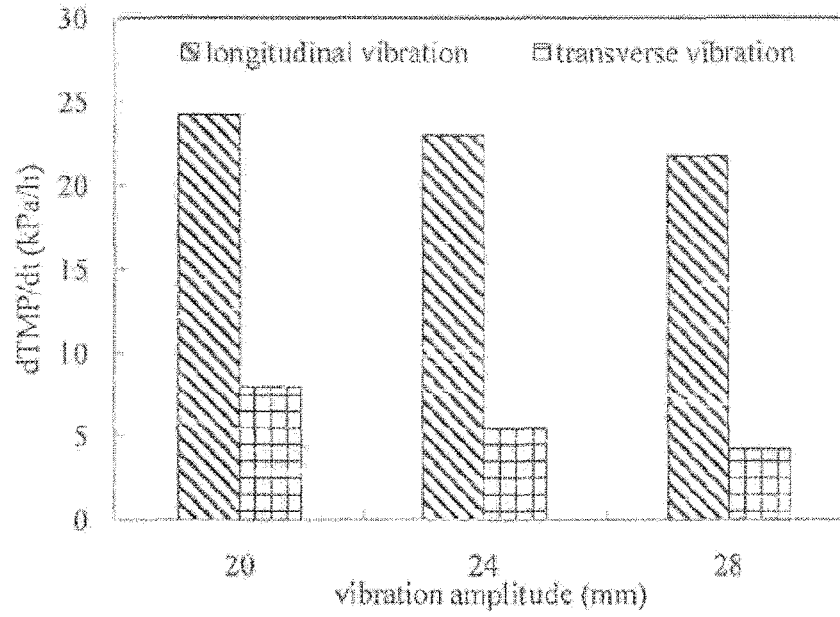 30
longitudinal vibration transverse vibration
25
20
15
10
5
0
dTMP/dt (kPa/h)
20 24 28
vibration amplitude (mm)